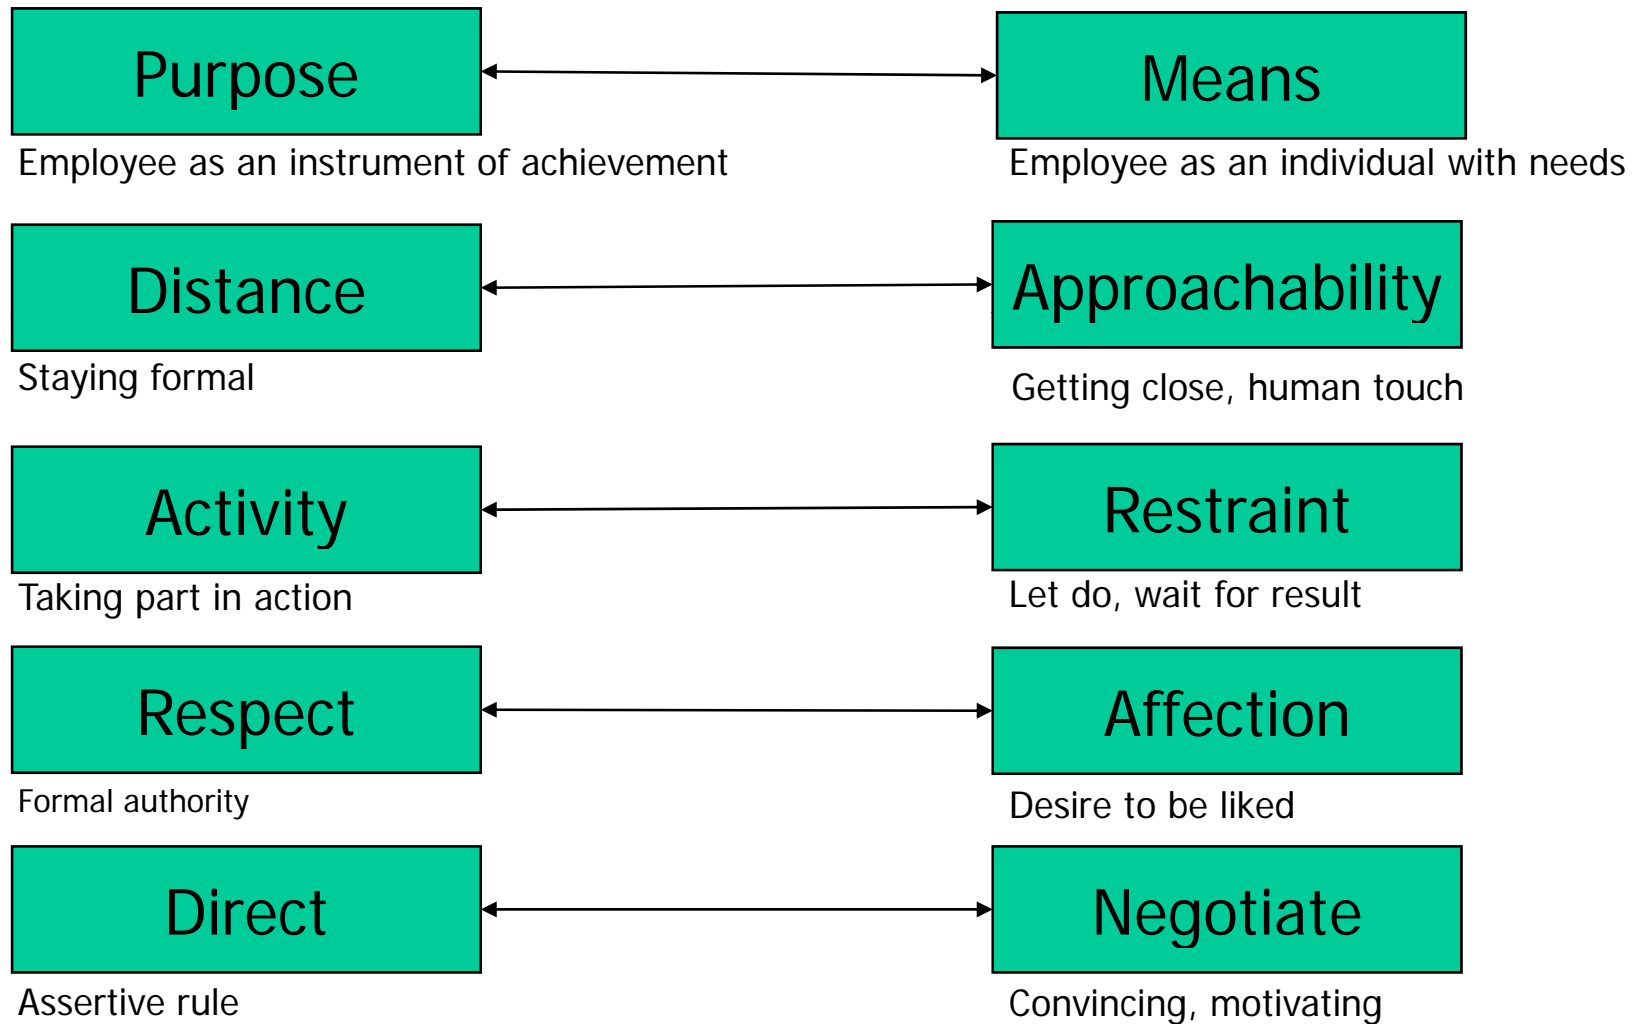 Purpose
Means
Employee as an instrument of achievement
Employee as an individual with needs
Distance
Approachability
Staying formal
Getting close, human touch
Activity
Restraint
Taking part in action
Let do, wait for result
Respect
Affection
Formal authority
Desire to be liked
Direct
Negotiate
Assertive rule
Convincing, motivating